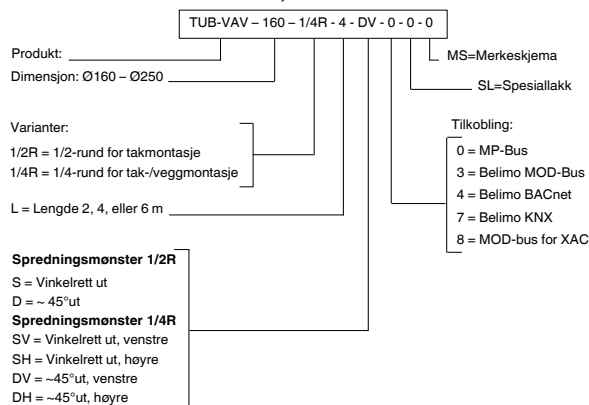 TUB-VAV – 160 – 1/4R - 4 - DV - 0 - 0 - 0
Produkt:
Dimensjon: Ø160 – Ø250
MS=Merkeskjema
SL=Spesiallakk
Varianter:
1/2R = 1/2-rund for takmontasje
1/4R = 1/4-rund for tak-/veggmontasje
L = Lengde 2, 4, eller 6 m
Tilkobling:
0 = MP-Bus
3 = Belimo MOD-Bus
4 = Belimo BACnet
7 = Belimo KNX
8 = MOD-bus for XAC
Spredningsmønster 1/2R
S = Vinkelrett ut
D = ~ 45°ut
Spredningsmønster 1/4R
SV = Vinkelrett ut, venstre
SH = Vinkelrett ut, høyre
DV = ~45°ut, venstre
DH = ~45°ut, høyre